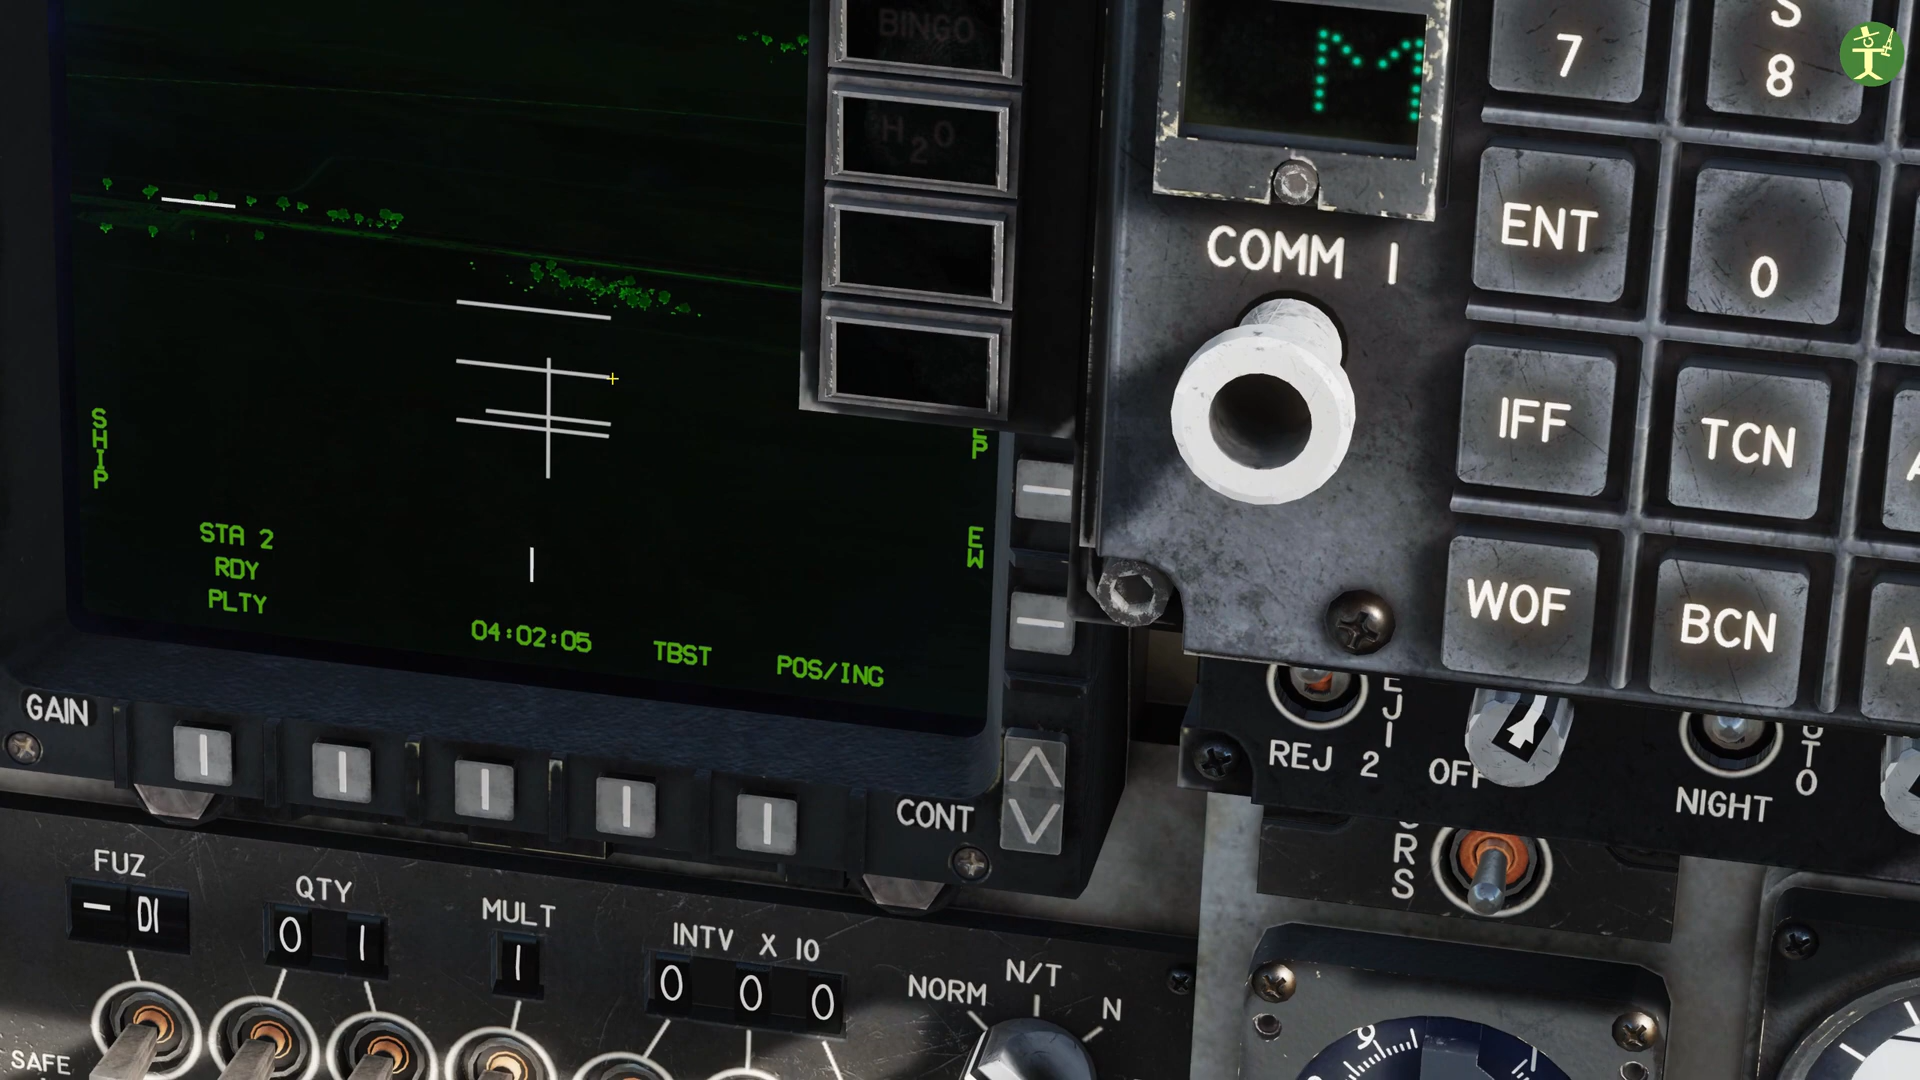 BINGO
H2O
M
COMM 1
7
S
8
ENT
0
IFF
TCN
WOF
BCN
SHIP
EP
EW
STA 2
RDY
PLTY
04:02:05
TBST
POS/ING
GAIN
CONT
REJ 2
OFF
NIGHT
FUZ
QTY
MULT
INTV X 10
– DI
0 1
1
0 0 0
NORM
N/T
N
SAFE